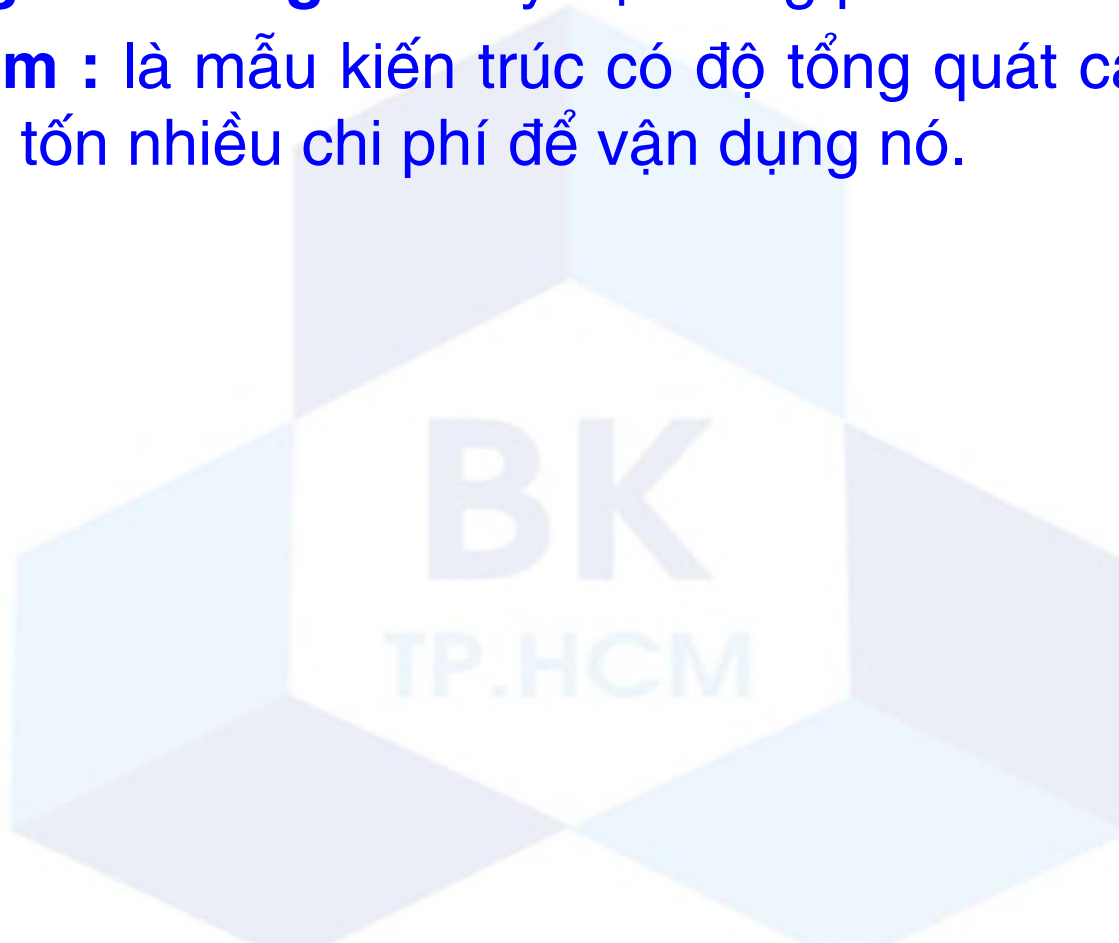 m : là mẫu kiến trúc có độ tổng quát
tốn nhiều chi phí để vận dụng nó.
BK
TP.HCM